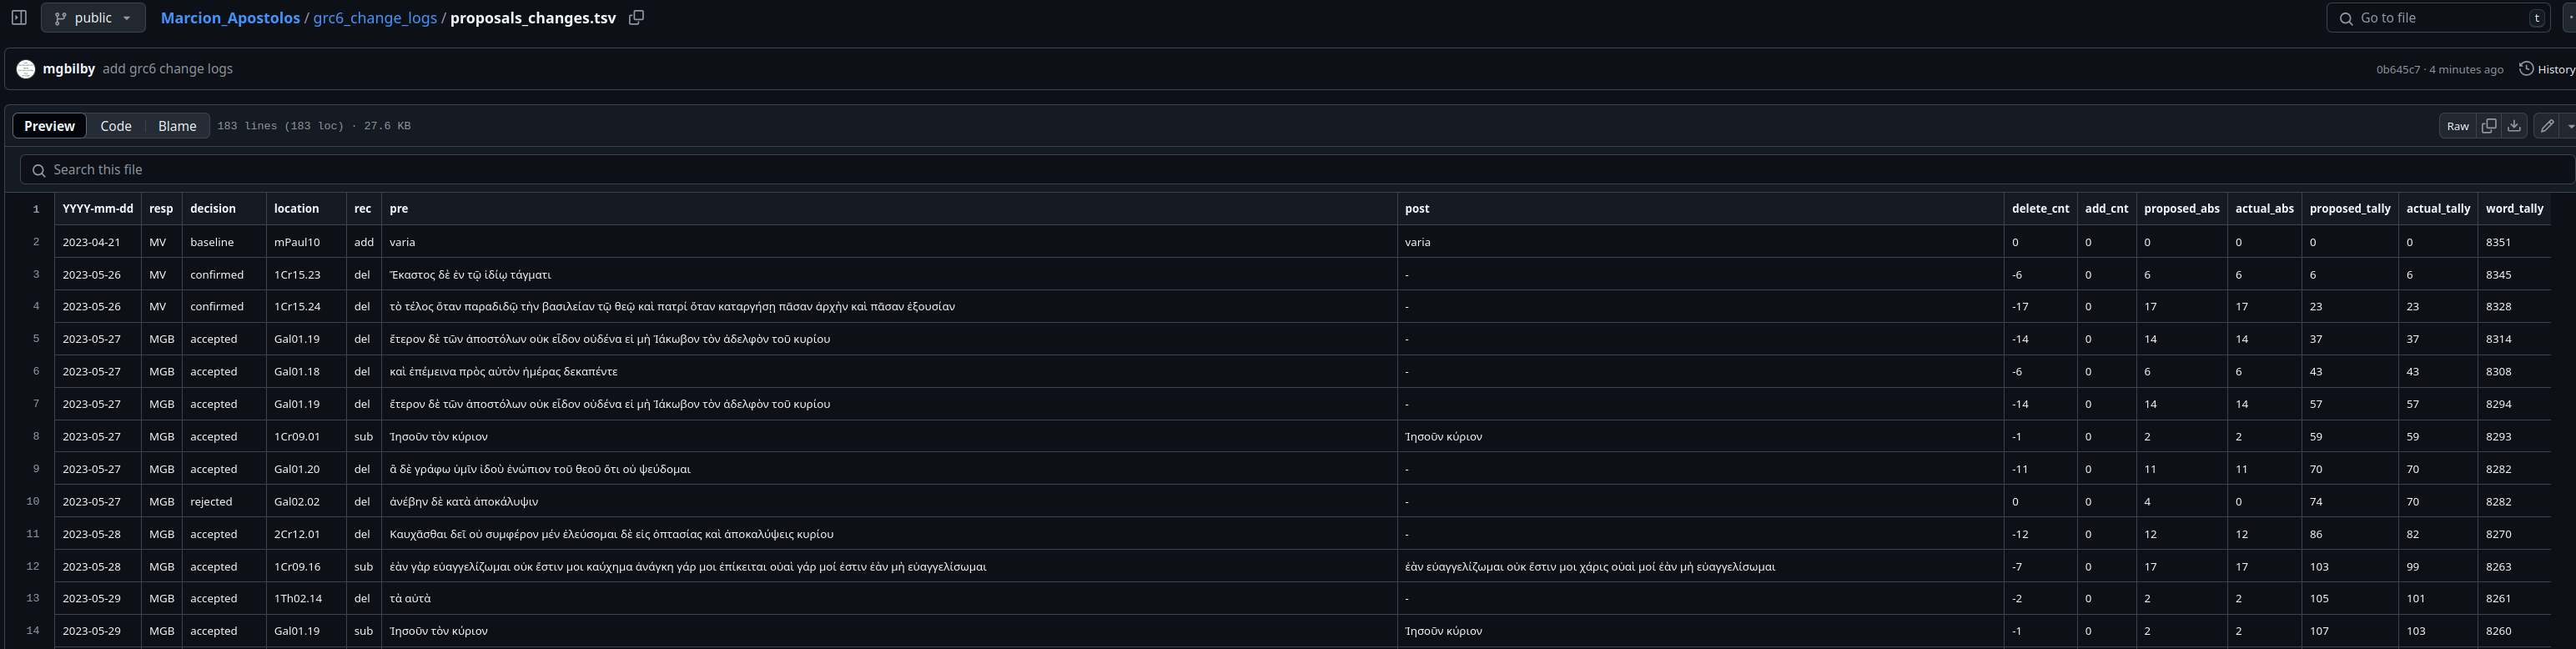 public Marcion_Apostolos / grc6_change_logs / proposals_changes.tsv Go to file t
mgbilby add grc6 change logs 0b645c7 · 4 minutes ago History
Preview Code Blame 183 lines (183 loc) · 27.6 KB Raw
Search this file
1 YYYY-mm-dd resp decision location rec pre post delete_cnt add_cnt proposed_abs actual_abs proposed_tally actual_tally word_tally
2 2023-04-21 MV baseline mPaul10 add varia varia 0 0 0 0 0 0 8351
3 2023-05-26 MV confirmed 1Cr15.23 del Ἕκαστος δὲ ἐν τῷ ἰδίῳ τάγματι - -6 0 6 6 6 6 8345
4 2023-05-26 MV confirmed 1Cr15.24 del τὸ τέλος ὅταν παραδιδῷ τὴν βασιλείαν τῷ θεῷ καὶ πατρί ὅταν καταργήσῃ πᾶσαν ἀρχὴν καὶ πᾶσαν ἐξουσίαν - -17 0 17 17 23 23 8328
5 2023-05-27 MGB accepted Gal01.19 del ἕτερον δὲ τῶν ἀποστόλων οὐκ εἶδον οὐδένα εἰ μὴ Ἰάκωβον τὸν ἀδελφὸν τοῦ κυρίου - -14 0 14 14 37 37 8314
6 2023-05-27 MGB accepted Gal01.18 del καὶ ἐπέμεινα πρὸς αὐτὸν ἡμέρας δεκαπέντε - -6 0 6 6 43 43 8308
7 2023-05-27 MGB accepted Gal01.19 del ἕτερον δὲ τῶν ἀποστόλων οὐκ εἶδον οὐδένα εἰ μὴ Ἰάκωβον τὸν ἀδελφὸν τοῦ κυρίου - -14 0 14 14 57 57 8294
8 2023-05-27 MGB accepted 1Cr09.01 sub Ἰησοῦν τὸν κύριον Ἰησοῦν κύριον -1 0 2 2 59 59 8293
9 2023-05-27 MGB accepted Gal01.20 del ἃ δὲ γράφω ὑμῖν ἰδοὺ ἐνώπιον τοῦ θεοῦ ὅτι οὐ ψεύδομαι - -11 0 11 11 70 70 8282
10 2023-05-27 MGB rejected Gal02.02 del ἀνέβην δὲ κατὰ ἀποκάλυψιν - 0 0 4 0 74 70 8282
11 2023-05-28 MGB accepted 2Cr12.01 del Καυχᾶσθαι δεῖ οὐ συμφέρον μέν ἐλεύσομαι δὲ εἰς ὀπτασίας καὶ ἀποκαλύψεις κυρίου - -12 0 12 12 86 82 8270
12 2023-05-28 MGB accepted 1Cr09.16 sub ἐὰν γὰρ εὐαγγελίζωμαι οὐκ ἔστιν μοι καύχημα ἀνάγκη γάρ μοι ἐπίκειται οὐαὶ γάρ μοί ἐστιν ἐὰν μὴ εὐαγγελίσωμαι ἐὰν εὐαγγελίζωμαι οὐκ ἔστιν μοι χάρις οὐαὶ μοί ἐὰν μὴ εὐαγγελίσωμαι -7 0 17 17 103 99 8263
13 2023-05-29 MGB accepted 1Th02.14 del τὰ αὐτὰ - -2 0 2 2 105 101 8261
14 2023-05-29 MGB accepted Gal01.19 sub Ἰησοῦν τὸν κύριον Ἰησοῦν κύριον -1 0 2 2 107 103 8260